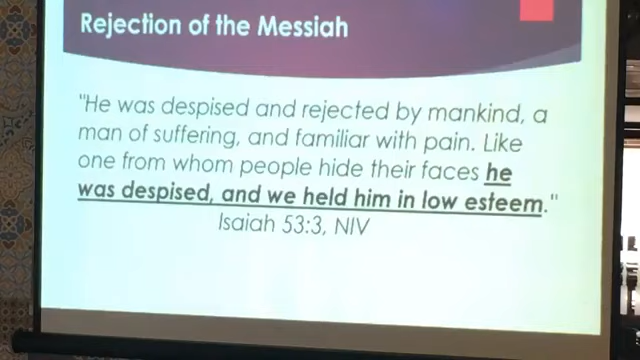 Rejection of the Messiah
"He was despised and rejected by mankind, a
man of suffering, and familiar with pain. Like
one from whom people hide their faces he
was despised, and we held him in low esteem."
Isaiah 53:3, NIV